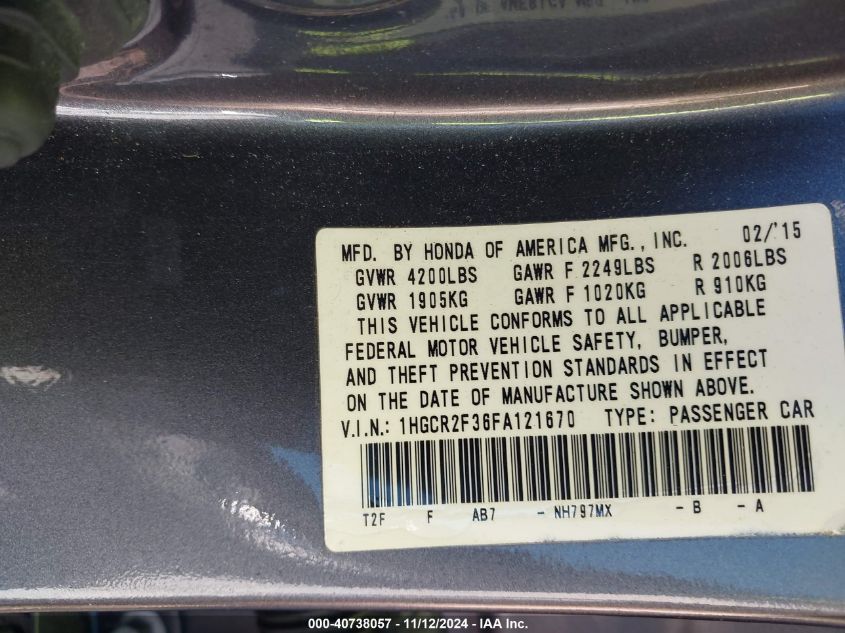 MFD. BY HONDA OF AMERICA MFG., INC. 02/'15
GVWR 4200LBS GAWR F 2249LBS R 2006LBS
GVWR 1905KG GAWR F 1020KG R 910KG
THIS VEHICLE CONFORMS TO ALL APPLICABLE
FEDERAL MOTOR VEHICLE SAFETY, BUMPER,
AND THEFT PREVENTION STANDARDS IN EFFECT
ON THE DATE OF MANUFACTURE SHOWN ABOVE.
V.I.N.: 1HGCR2F36FA121670 TYPE: PASSENGER CAR
T2F F AB7 - NH797MX - B - A
000-40738057 - 11/12/2024 - IAA Inc.